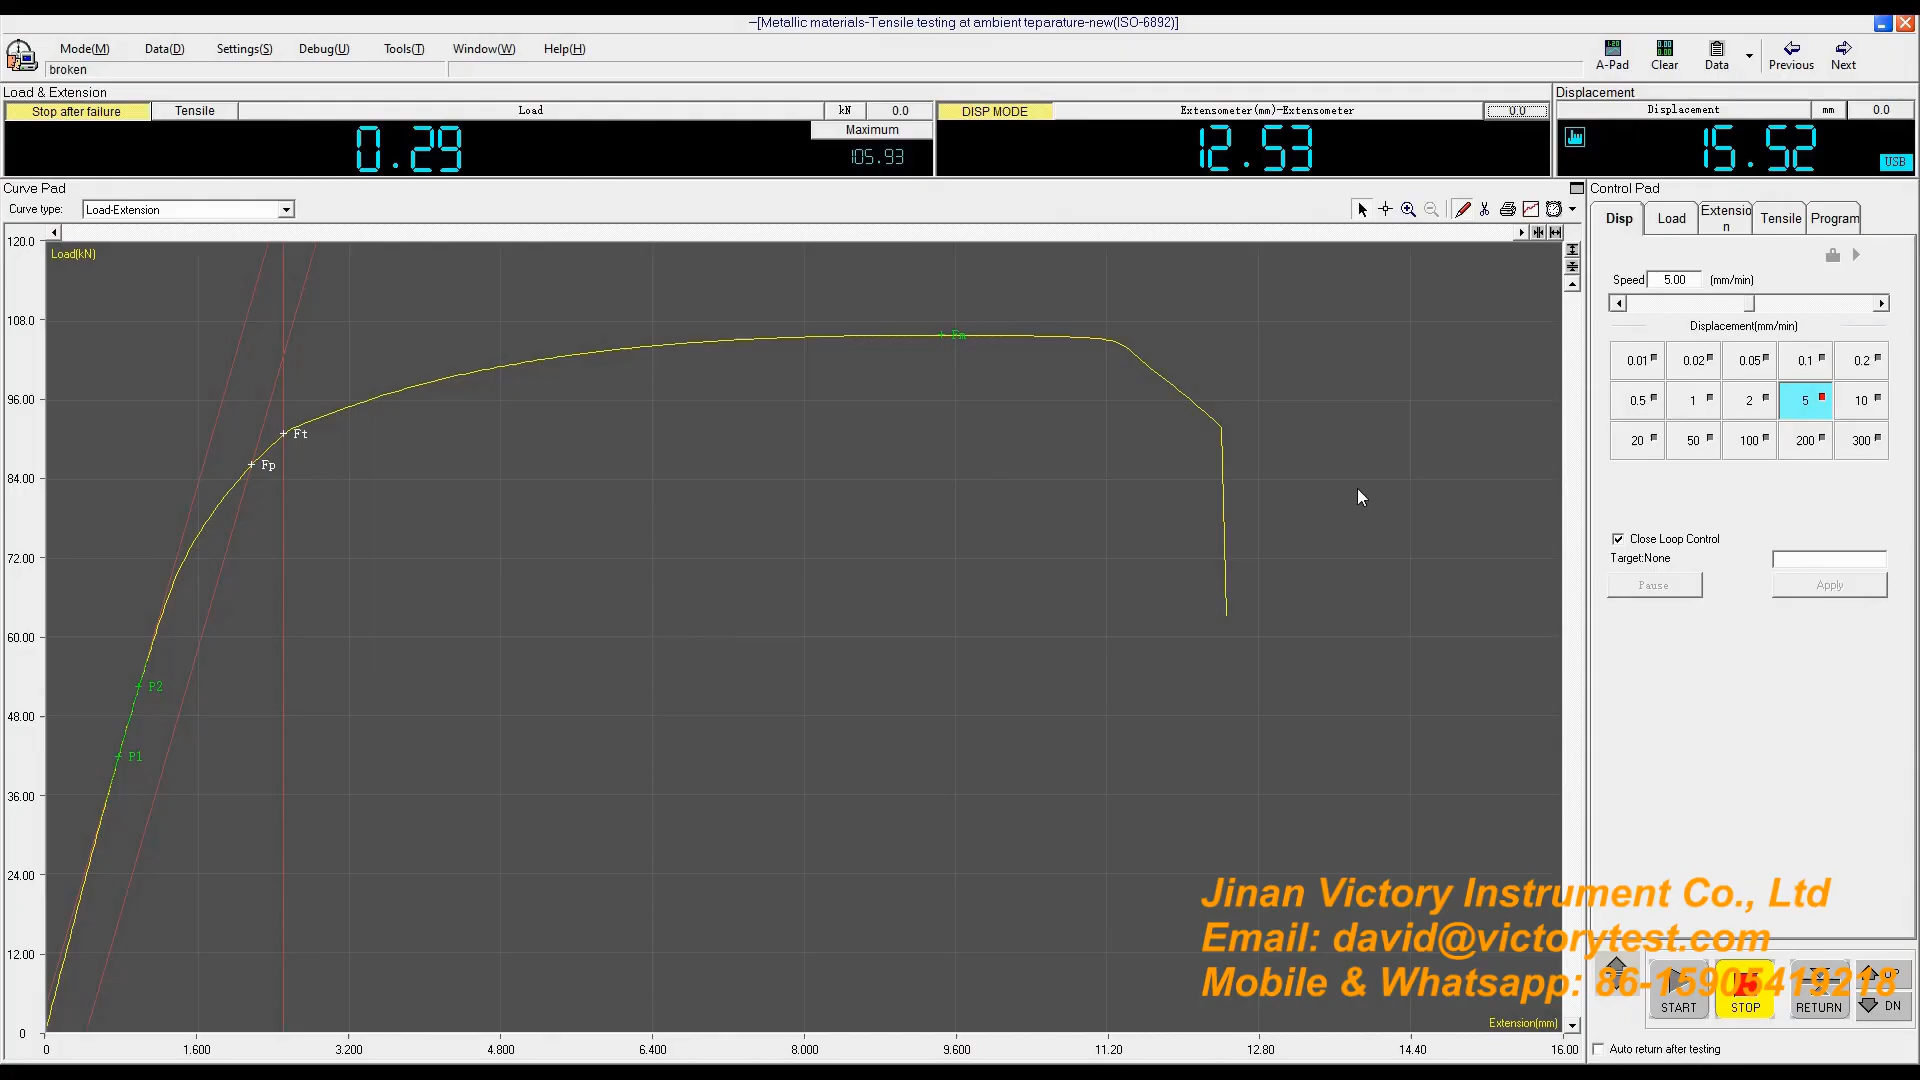 –[Metallic materials-Tensile testing at ambient teparature-new(ISO-6892)]
Mode(M) Data(D) Settings(S) Debug(U) Tools(T) Window(W) Help(H)
broken
A-Pad Clear Data Previous Next
Load & Extension
Stop after failure Tensile Load kN 0.0
Maximum
0.29
105.93
DISP MODE Extensometer(mm)-Extensometer 0.0
12.53
Displacement
Displacement mm 0.0
15.52
USB
Curve Pad
Curve type: Load-Extension
120.0
108.0
96.00
84.00
72.00
60.00
48.00
36.00
24.00
12.00
0
Load(kN)
Fm
Ft
Fp
P2
P1
Extension(mm)
0 1.600 3.200 4.800 6.400 8.000 9.600 11.20 12.80 14.40 16.00
Control Pad
Disp Load Extensio
n Tensile Program
Speed 5.00 (mm/min)
Displacement(mm/min)
0.01 0.02 0.05 0.1 0.2
0.5 1 2 5 10
20 50 100 200 300
Close Loop Control
Target:None
Pause Apply
Jinan Victory Instrument Co., Ltd
Email: david@victorytest.com
Mobile & Whatsapp: 86-15905419218
START STOP RETURN DN
Auto return after testing